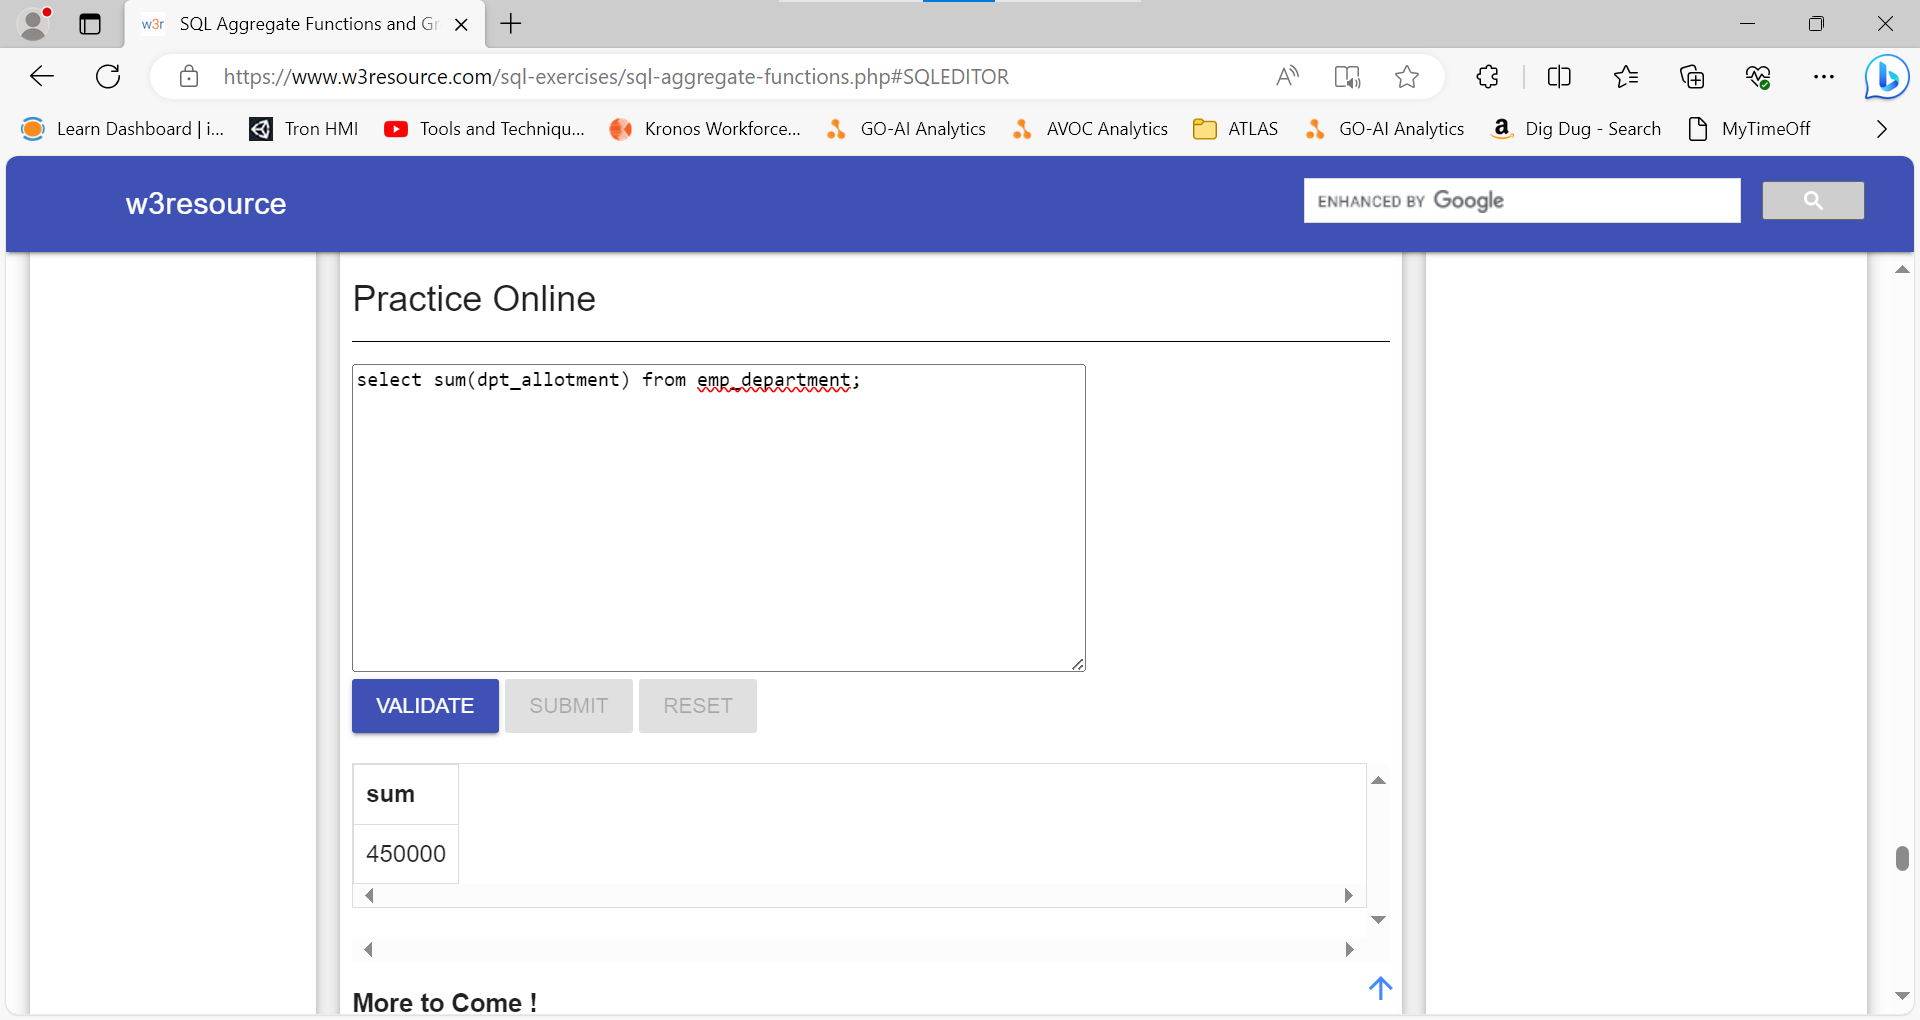 w3r SQL Aggregate Functions and Gr
https://www.w3resource.com/sql-exercises/sql-aggregate-functions.php#SQLEDITOR
Learn Dashboard | i... Tron HMI Tools and Techniqu... Kronos Workforce... GO-AI Analytics AVOC Analytics ATLAS GO-AI Analytics Dig Dug - Search MyTimeOff
w3resource ENHANCED BY Google
Practice Online
select sum(dpt_allotment) from emp_department;
VALIDATE SUBMIT RESET
sum
450000
More to Come !